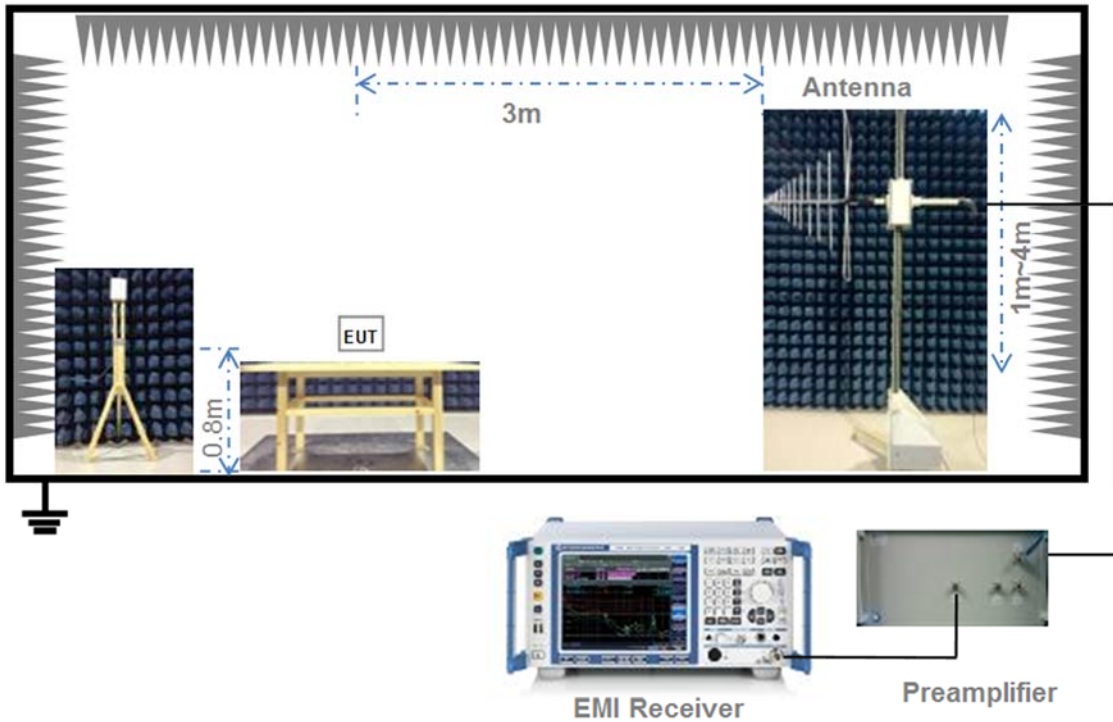 Antenna
3m
1m~4m
EUT
0.8m
EMI Receiver
Preamplifier